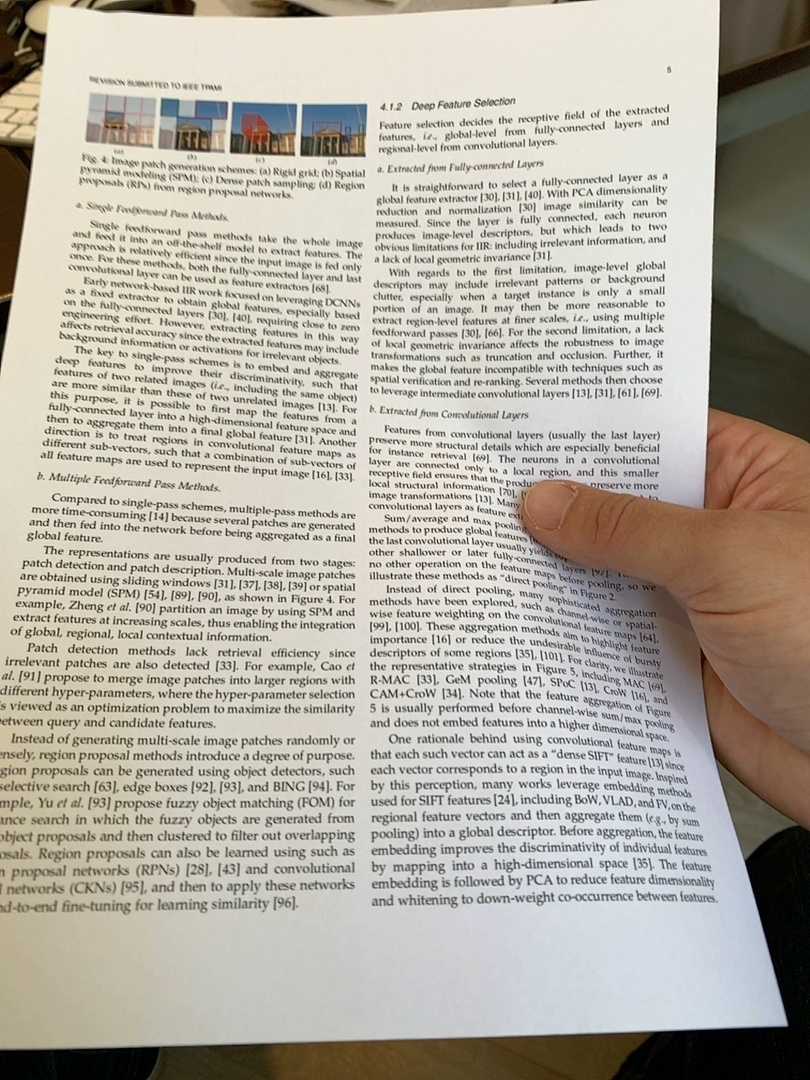 REVISION SUBMITTED TO IEEE TPAMI
5
(a)
(b)
(c)
(d)
Fig. 4: Image patch generation schemes: (a) Rigid grid; (b) Spatial
pyramid modeling (SPM); (c) Dense patch sampling; (d) Region
proposals (RPs) from region proposal networks.
a. Single Feedforward Pass Methods.
Single feedforward pass methods take the whole image
and feed it into an off-the-shelf model to extract features. The
approach is relatively efficient since the input image is fed only
once. For these methods, both the fully-connected layer and last
convolutional layer can be used as feature extractors [68].
Early network-based IIR work focused on leveraging DCNNs
as a fixed extractor to obtain global features, especially based
on the fully-connected layers [30], [40], requiring close to zero
engineering effort. However, extracting features in this way
affects retrieval accuracy since the extracted features may include
background information or activations for irrelevant objects.
The key to single-pass schemes is to embed and aggregate
deep features to improve their discriminativity, such that
features of two related images (i.e., including the same object)
are more similar than these of two unrelated images [13]. For
this purpose, it is possible to first map the features from a
fully-connected layer into a high-dimensional feature space and
then to aggregate them into a final global feature [31]. Another
direction is to treat regions in convolutional feature maps as
different sub-vectors, such that a combination of sub-vectors of
all feature maps are used to represent the input image [16], [33].
b. Multiple Feedforward Pass Methods.
Compared to single-pass schemes, multiple-pass methods are
more time-consuming [14] because several patches are generated
and then fed into the network before being aggregated as a final
global feature.
The representations are usually produced from two stages:
patch detection and patch description. Multi-scale image patches
are obtained using sliding windows [31], [37], [38], [39] or spatial
pyramid model (SPM) [54], [89], [90], as shown in Figure 4. For
example, Zheng et al. [90] partition an image by using SPM and
extract features at increasing scales, thus enabling the integration
of global, regional, local contextual information.
Patch detection methods lack retrieval efficiency since
irrelevant patches are also detected [33]. For example, Cao et
al. [91] propose to merge image patches into larger regions with
different hyper-parameters, where the hyper-parameter selection
s viewed as an optimization problem to maximize the similarity
etween query and candidate features.
Instead of generating multi-scale image patches randomly or
ensely, region proposal methods introduce a degree of purpose.
gion proposals can be generated using object detectors, such
selective search [63], edge boxes [92], [93], and BING [94]. For
mple, Yu et al. [93] propose fuzzy object matching (FOM) for
ance search in which the fuzzy objects are generated from
object proposals and then clustered to filter out overlapping
osals. Region proposals can also be learned using such as
n proposal networks (RPNs) [28], [43] and convolutional
l networks (CKNs) [95], and then to apply these networks
nd-to-end fine-tuning for learning similarity [96].
4.1.2 Deep Feature Selection
Feature selection decides the receptive field of the extracted
features, i.e., global-level from fully-connected layers and
regional-level from convolutional layers.
a. Extracted from Fully-connected Layers
It is straightforward to select a fully-connected layer as a
global feature extractor [30], [31], [40]. With PCA dimensionality
reduction and normalization [30] image similarity can be
measured. Since the layer is fully connected, each neuron
produces image-level descriptors, but which leads to two
obvious limitations for IIR: including irrelevant information, and
a lack of local geometric invariance [31].
With regards to the first limitation, image-level global
descriptors may include irrelevant patterns or background
clutter, especially when a target instance is only a small
portion of an image. It may then be more reasonable to
extract region-level features at finer scales, i.e., using multiple
feedforward passes [30], [66]. For the second limitation, a lack
of local geometric invariance affects the robustness to image
transformations such as truncation and occlusion. Further, it
makes the global feature incompatible with techniques such as
spatial verification and re-ranking. Several methods then choose
to leverage intermediate convolutional layers [13], [31], [61], [69].
b. Extracted from Convolutional Layers
Features from convolutional layers (usually the last layer)
preserve more structural details which are especially beneficial
for instance retrieval [69]. The neurons in a convolutional
layer are connected only to a local region, and this smaller
receptive field ensures that the produ preserve more
local structural information [70], to
image transformations [13]. Many
convolutional layers as feature
Sum/average and max pooling
methods to produce global features
the last convolutional layer usually yields
other shallower or later fully-connected layers [97].
no other operation on the feature maps before pooling, so we
illustrate these methods as "direct pooling" in Figure 2.
Instead of direct pooling, many sophisticated aggregation
methods have been explored, such as channel-wise or spatial-
wise feature weighting on the convolutional feature maps [64],
[99], [100]. These aggregation methods aim to highlight feature
importance [16] or reduce the undesirable influence of bursty
descriptors of some regions [35], [101]. For clarity, we illustrate
the representative strategies in Figure 5, including MAC [69],
R-MAC [33], GeM pooling [47], SPoC [13], CroW [16], and
CAM+CroW [34]. Note that the feature aggregation of Figure
5 is usually performed before channel-wise sum/max pooling
and does not embed features into a higher dimensional space.
One rationale behind using convolutional feature maps is
that each such vector can act as a "dense SIFT" feature [13] since
each vector corresponds to a region in the input image. Inspired
by this perception, many works leverage embedding methods
used for SIFT features [24], including BoW, VLAD, and FV, on the
regional feature vectors and then aggregate them (e.g., by sum
pooling) into a global descriptor. Before aggregation, the feature
embedding improves the discriminativity of individual features
by mapping into a high-dimensional space [35]. The feature
embedding is followed by PCA to reduce feature dimensionality
and whitening to down-weight co-occurrence between features.